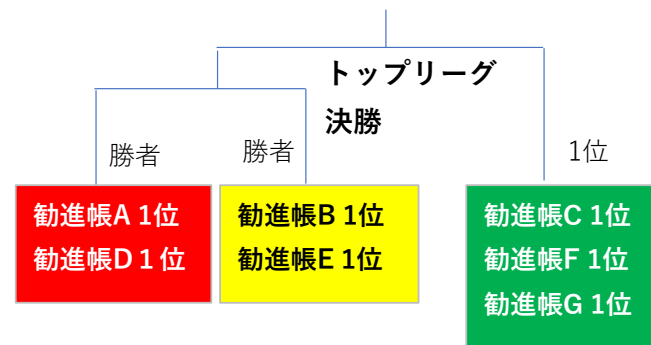 トップリーグ
決勝
勝者
勝者
1位
勧進帳A 1位
勧進帳D 1 位
勧進帳B 1位
勧進帳E 1位
勧進帳C 1位
勧進帳F 1位
勧進帳G 1位